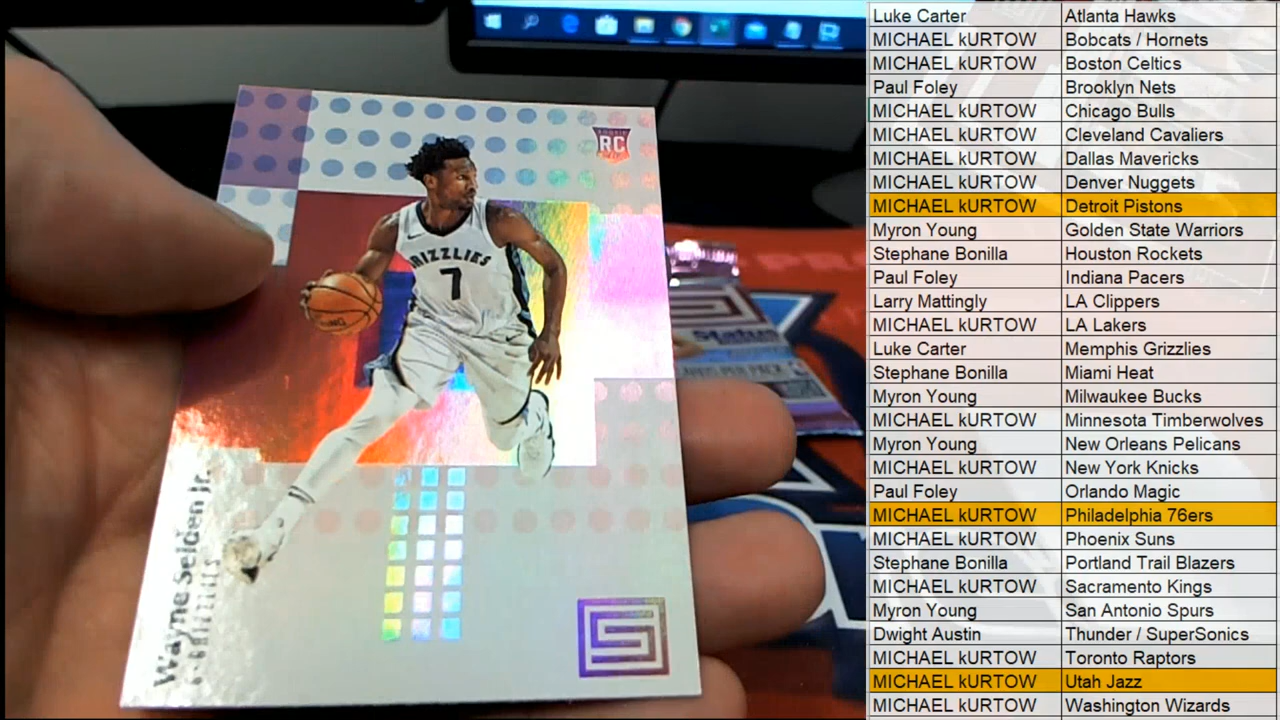 RC
RIZZLIES
7
Wayne Selden Jr.
GRIZZLIES
Status
CARDS PER PACK
Luke Carter Atlanta Hawks
MICHAEL kURTOW Bobcats / Hornets
MICHAEL kURTOW Boston Celtics
Paul Foley Brooklyn Nets
MICHAEL kURTOW Chicago Bulls
MICHAEL kURTOW Cleveland Cavaliers
MICHAEL kURTOW Dallas Mavericks
MICHAEL kURTOW Denver Nuggets
MICHAEL kURTOW Detroit Pistons
Myron Young Golden State Warriors
Stephane Bonilla Houston Rockets
Paul Foley Indiana Pacers
Larry Mattingly LA Clippers
MICHAEL kURTOW LA Lakers
Luke Carter Memphis Grizzlies
Stephane Bonilla Miami Heat
Myron Young Milwaukee Bucks
MICHAEL kURTOW Minnesota Timberwolves
Myron Young New Orleans Pelicans
MICHAEL kURTOW New York Knicks
Paul Foley Orlando Magic
MICHAEL kURTOW Philadelphia 76ers
MICHAEL kURTOW Phoenix Suns
Stephane Bonilla Portland Trail Blazers
MICHAEL kURTOW Sacramento Kings
Myron Young San Antonio Spurs
Dwight Austin Thunder / SuperSonics
MICHAEL kURTOW Toronto Raptors
MICHAEL kURTOW Utah Jazz
MICHAEL kURTOW Washington Wizards